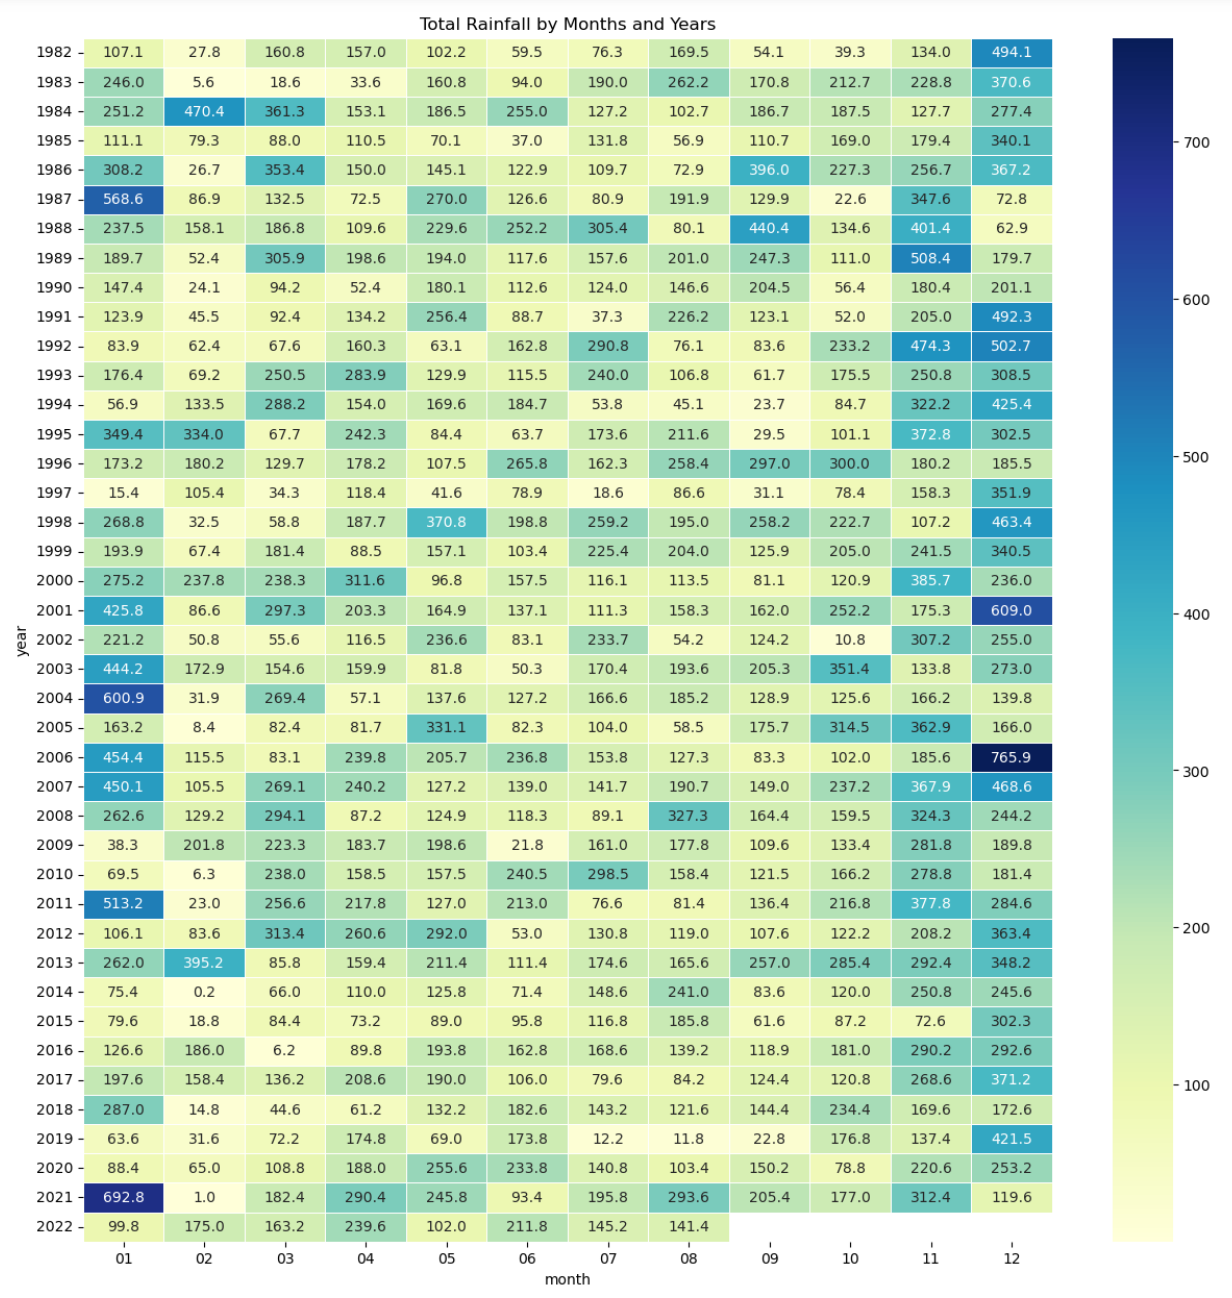 Total Rainfall by Months and Years
1982 107.1 27.8 160.8 157.0 102.2 59.5 76.3 169.5 54.1 39.3 134.0 494.1
1983 246.0 5.6 18.6 33.6 160.8 94.0 190.0 262.2 170.8 212.7 228.8 370.6
1984 251.2 470.4 361.3 153.1 186.5 255.0 127.2 102.7 186.7 187.5 127.7 277.4
1985 111.1 79.3 88.0 110.5 70.1 37.0 131.8 56.9 110.7 169.0 179.4 340.1
700
1986 308.2 26.7 353.4 150.0 145.1 122.9 109.7 72.9 396.0 227.3 256.7 367.2
1987 568.6 86.9 132.5 72.5 270.0 126.6 80.9 191.9 129.9 22.6 347.6 72.8
1988 237.5 158.1 186.8 109.6 229.6 252.2 305.4 80.1 440.4 134.6 401.4 62.9
1989 189.7 52.4 305.9 198.6 194.0 117.6 157.6 201.0 247.3 111.0 508.4 179.7
1990 147.4 24.1 94.2 52.4 180.1 112.6 124.0 146.6 204.5 56.4 180.4 201.1
600
1991 123.9 45.5 92.4 134.2 256.4 88.7 37.3 226.2 123.1 52.0 205.0 492.3
1992 83.9 62.4 67.6 160.3 63.1 162.8 290.8 76.1 83.6 233.2 474.3 502.7
1993 176.4 69.2 250.5 283.9 129.9 115.5 240.0 106.8 61.7 175.5 250.8 308.5
1994 56.9 133.5 288.2 154.0 169.6 184.7 53.8 45.1 23.7 84.7 322.2 425.4
1995 349.4 334.0 67.7 242.3 84.4 63.7 173.6 211.6 29.5 101.1 372.8 302.5
500
1996 173.2 180.2 129.7 178.2 107.5 265.8 162.3 258.4 297.0 300.0 180.2 185.5
1997 15.4 105.4 34.3 118.4 41.6 78.9 18.6 86.6 31.1 78.4 158.3 351.9
1998 268.8 32.5 58.8 187.7 370.8 198.8 259.2 195.0 258.2 222.7 107.2 463.4
1999 193.9 67.4 181.4 88.5 157.1 103.4 225.4 204.0 125.9 205.0 241.5 340.5
2000 275.2 237.8 238.3 311.6 96.8 157.5 116.1 113.5 81.1 120.9 385.7 236.0
2001 425.8 86.6 297.3 203.3 164.9 137.1 111.3 158.3 162.0 252.2 175.3 609.0
400
year
2002 221.2 50.8 55.6 116.5 236.6 83.1 233.7 54.2 124.2 10.8 307.2 255.0
2003 444.2 172.9 154.6 159.9 81.8 50.3 170.4 193.6 205.3 351.4 133.8 273.0
2004 600.9 31.9 269.4 57.1 137.6 127.2 166.6 185.2 128.9 125.6 166.2 139.8
2005 163.2 8.4 82.4 81.7 331.1 82.3 104.0 58.5 175.7 314.5 362.9 166.0
2006 454.4 115.5 83.1 239.8 205.7 236.8 153.8 127.3 83.3 102.0 185.6 765.9
300
2007 450.1 105.5 269.1 240.2 127.2 139.0 141.7 190.7 149.0 237.2 367.9 468.6
2008 262.6 129.2 294.1 87.2 124.9 118.3 89.1 327.3 164.4 159.5 324.3 244.2
2009 38.3 201.8 223.3 183.7 198.6 21.8 161.0 177.8 109.6 133.4 281.8 189.8
2010 69.5 6.3 238.0 158.5 157.5 240.5 298.5 158.4 121.5 166.2 278.8 181.4
2011 513.2 23.0 256.6 217.8 127.0 213.0 76.6 81.4 136.4 216.8 377.8 284.6
200
2012 106.1 83.6 313.4 260.6 292.0 53.0 130.8 119.0 107.6 122.2 208.2 363.4
2013 262.0 395.2 85.8 159.4 211.4 111.4 174.6 165.6 257.0 285.4 292.4 348.2
2014 75.4 0.2 66.0 110.0 125.8 71.4 148.6 241.0 83.6 120.0 250.8 245.6
2015 79.6 18.8 84.4 73.2 89.0 95.8 116.8 185.8 61.6 87.2 72.6 302.3
2016 126.6 186.0 6.2 89.8 193.8 162.8 168.6 139.2 118.9 181.0 290.2 292.6
2017 197.6 158.4 136.2 208.6 190.0 106.0 79.6 84.2 124.4 120.8 268.6 371.2
100
2018 287.0 14.8 44.6 61.2 132.2 182.6 143.2 121.6 144.4 234.4 169.6 172.6
2019 63.6 31.6 72.2 174.8 69.0 173.8 12.2 11.8 22.8 176.8 137.4 421.5
2020 88.4 65.0 108.8 188.0 255.6 233.8 140.8 103.4 150.2 78.8 220.6 253.2
2021 692.8 1.0 182.4 290.4 245.8 93.4 195.8 293.6 205.4 177.0 312.4 119.6
2022 99.8 175.0 163.2 239.6 102.0 211.8 145.2 141.4
01 02 03 04 05 06 07 08 09 10 11 12
month